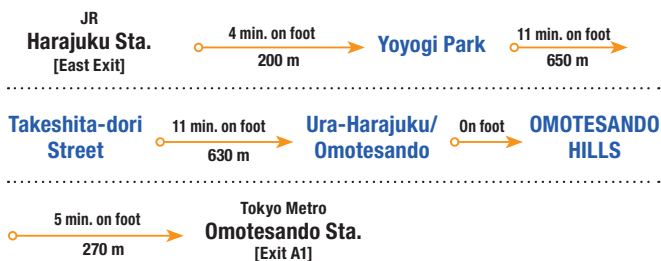 JR
Harajuku Sta.
[East Exit]
4 min. on foot
200 m
Yoyogi Park
11 min. on foot
650 m
Takeshita-dori
Street
11 min. on foot
630 m
Ura-Harajuku/
Omotesando
On foot
OMOTESANDO
HILLS
5 min. on foot
270 m
Tokyo Metro
Omotesando Sta.
[Exit A1]